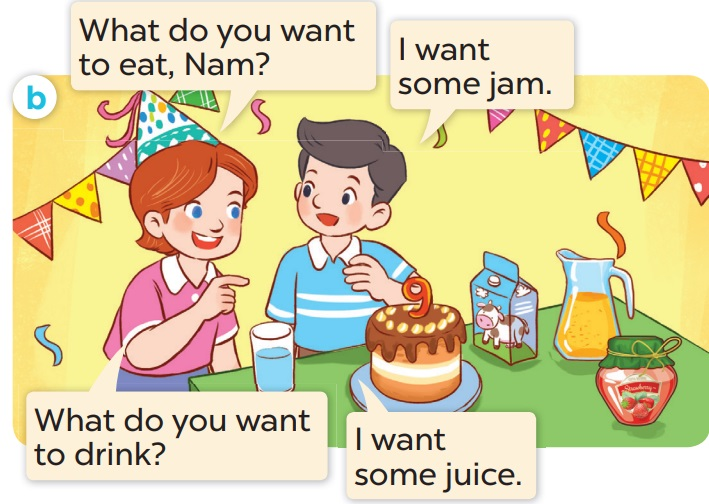 b
What do you want
to eat, Nam?
I want
some jam.
9
Strawberry
What do you want
to drink?
I want
some juice.